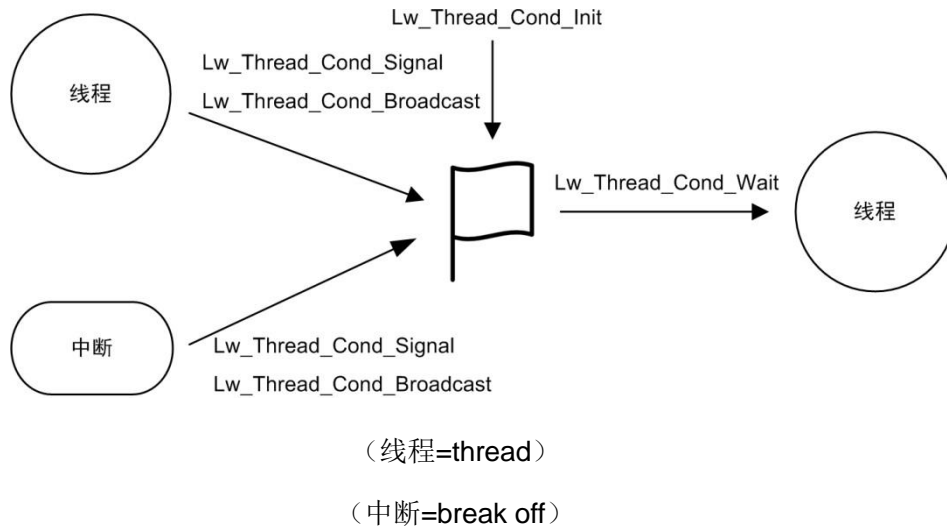 Lw_Thread_Cond_Init
Lw_Thread_Cond_Signal
Lw_Thread_Cond_Broadcast
线程
Lw_Thread_Cond_Wait
线程
中断
Lw_Thread_Cond_Signal
Lw_Thread_Cond_Broadcast
（线程=thread）
（中断=break off）